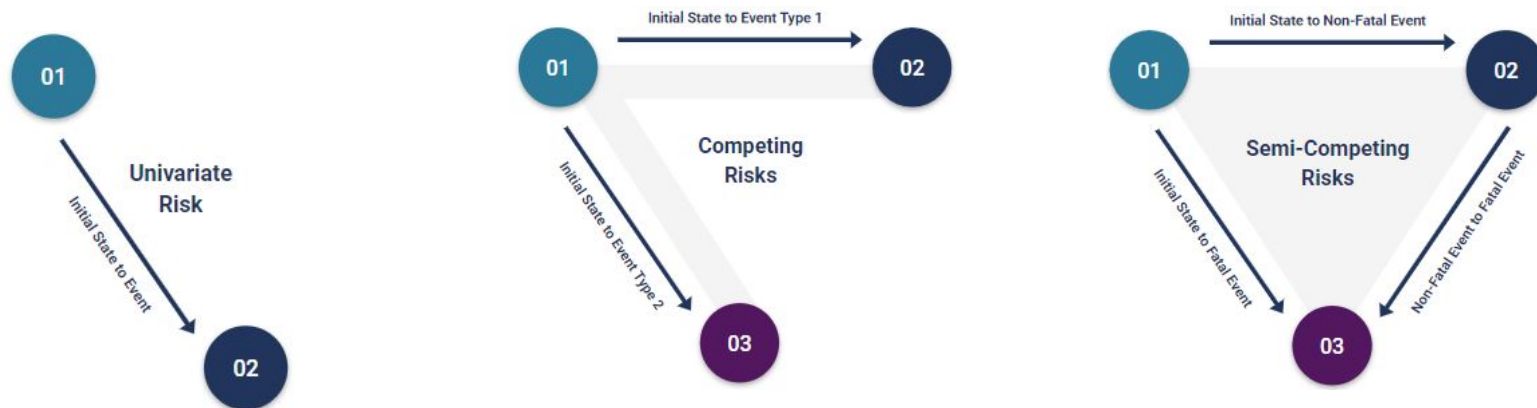 01
Univariate
Risk
Initial State to Event
02
Initial State to Event Type 1
01
02
Competing
Risks
Initial State to Event Type 2
03
Initial State to Non-Fatal Event
01
02
Semi-Competing
Risks
Initial State to Fatal Event
Non-Fatal Event to Fatal Event
03